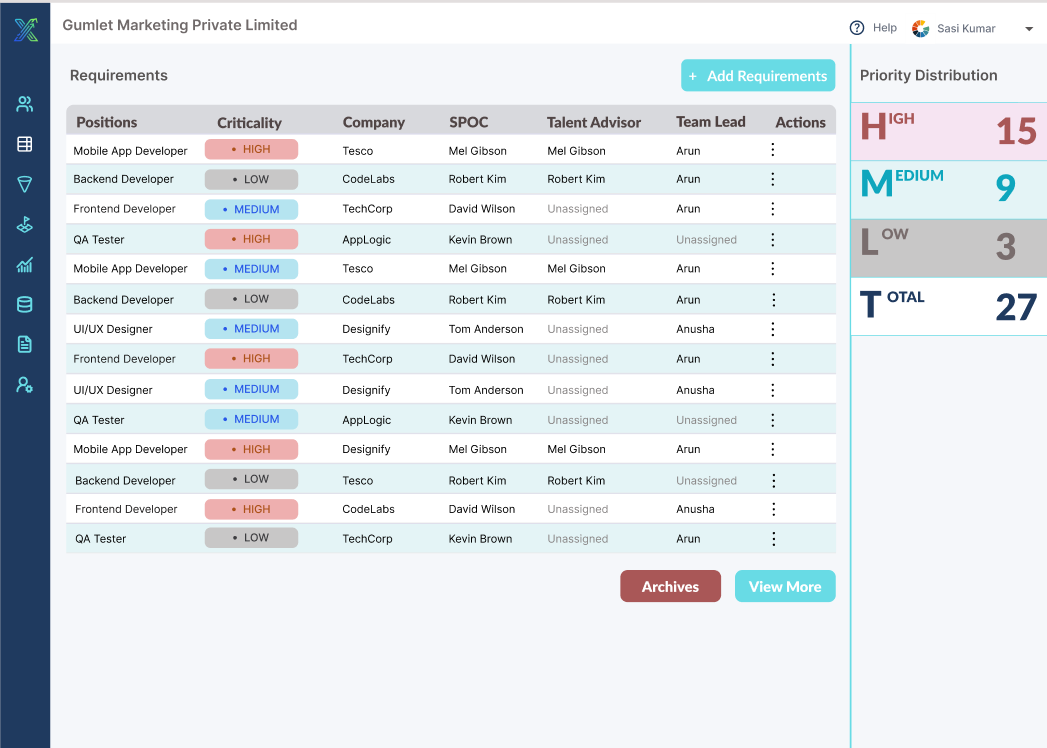 Gumlet Marketing Private Limited
? Help Sasi Kumar
Requirements
+ Add Requirements
Priority Distribution
Positions Criticality Company SPOC Talent Advisor Team Lead Actions
Mobile App Developer • HIGH Tesco Mel Gibson Mel Gibson Arun
Backend Developer • LOW CodeLabs Robert Kim Robert Kim Arun
Frontend Developer • MEDIUM TechCorp David Wilson Unassigned Arun
QA Tester • HIGH AppLogic Kevin Brown Unassigned Unassigned
Mobile App Developer • MEDIUM Tesco Mel Gibson Mel Gibson Arun
Backend Developer • LOW CodeLabs Robert Kim Robert Kim Arun
UI/UX Designer • MEDIUM Designify Tom Anderson Unassigned Anusha
Frontend Developer • HIGH TechCorp David Wilson Unassigned Arun
UI/UX Designer • MEDIUM Designify Tom Anderson Unassigned Anusha
QA Tester • MEDIUM AppLogic Kevin Brown Unassigned Unassigned
Mobile App Developer • HIGH Designify Mel Gibson Mel Gibson Arun
Backend Developer • LOW Tesco Robert Kim Robert Kim Unassigned
Frontend Developer • HIGH CodeLabs David Wilson Unassigned Anusha
QA Tester • LOW TechCorp Kevin Brown Unassigned Arun
Archives View More
HIGH 15
MEDIUM 9
LOW 3
TOTAL 27